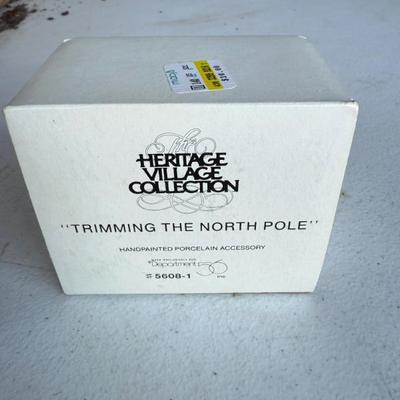 The
HERITAGE
VILLAGE
COLLECTION
"TRIMMING THE NORTH POLE"
HANDPAINTED PORCELAIN ACCESSORY
Department 56
# 5608-1